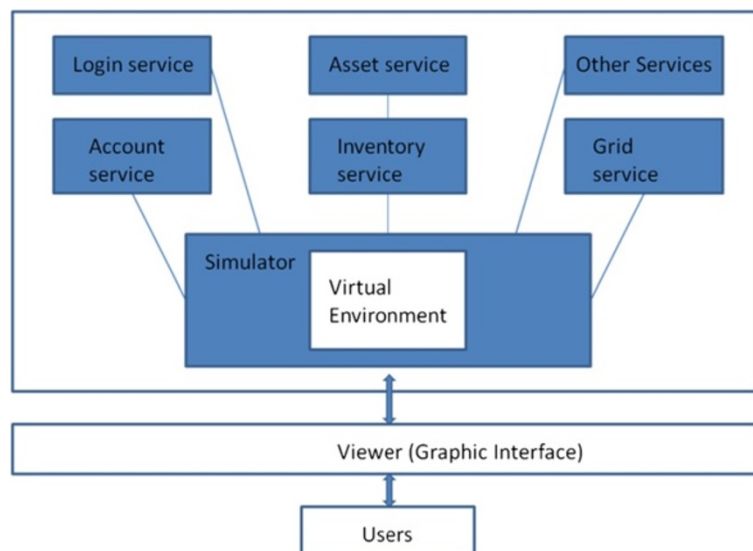 Login service
Asset service
Other Services
Account
service
Inventory
service
Grid
service
Simulator
Virtual
Environment
Viewer (Graphic Interface)
Users